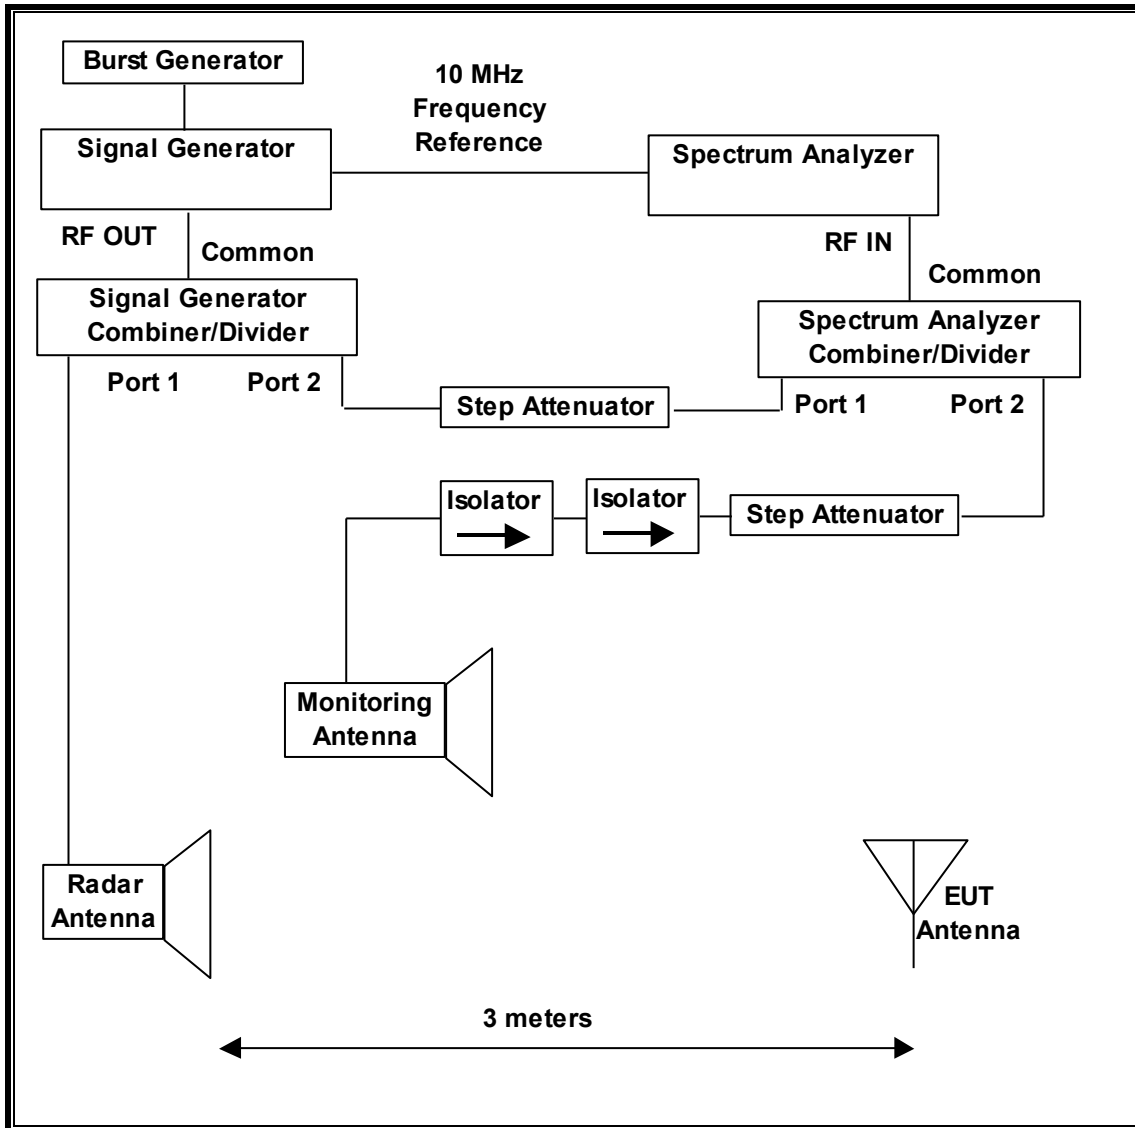 Burst Generator
10 MHz
Frequency
Reference
Signal Generator
Spectrum Analyzer
RF OUT
Common
RF IN
Common
Signal Generator
Combiner/Divider
Spectrum Analyzer
Combiner/Divider
Port 1
Port 2
Step Attenuator
Port 1
Port 2
Isolator
Isolator
Step Attenuator
Monitoring
Antenna
Radar
Antenna
EUT
Antenna
3 meters